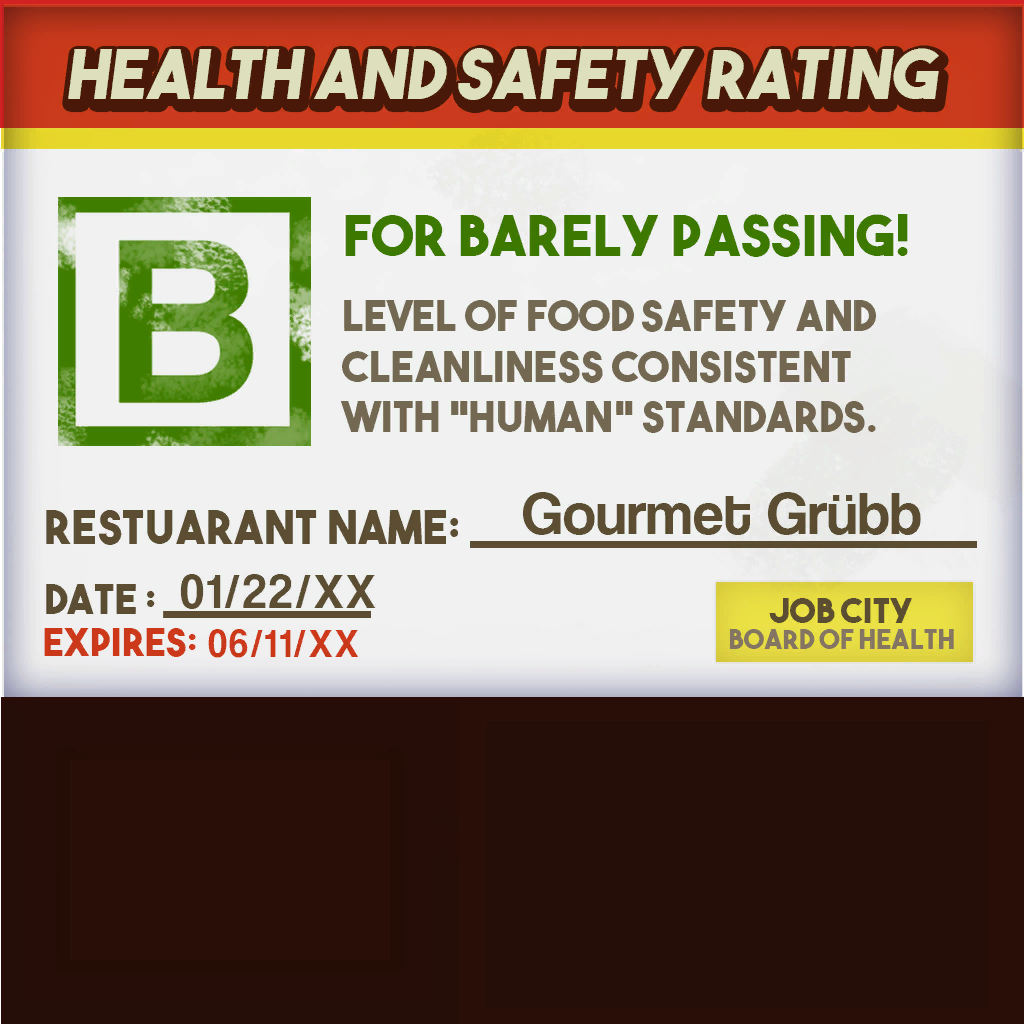 HEALTH AND SAFETY RATING
B
FOR BARELY PASSING!
LEVEL OF FOOD SAFETY AND
CLEANLINESS CONSISTENT
WITH "HUMAN" STANDARDS.
RESTUARANT NAME: Gourmet Grübb
DATE : 01/22/XX
EXPIRES: 06/11/XX
JOB CITY
BOARD OF HEALTH